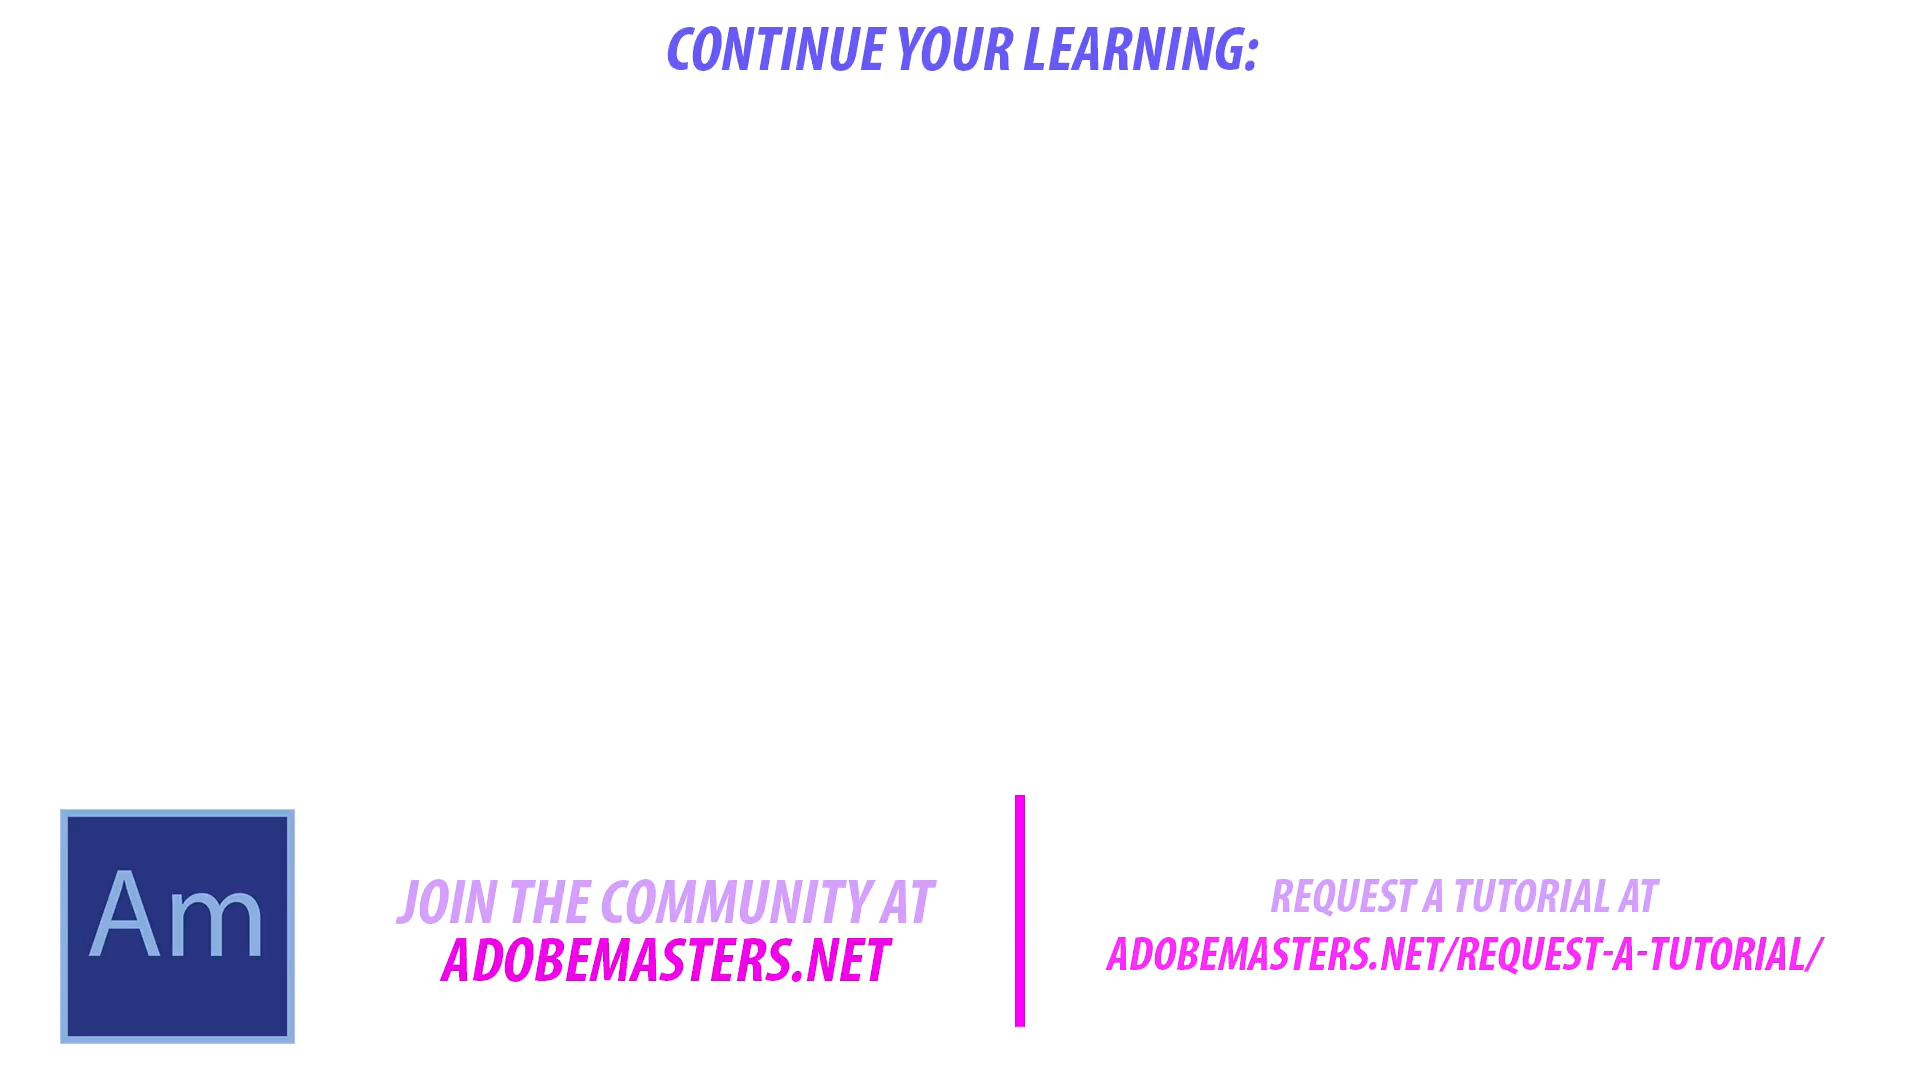 CONTINUE YOUR LEARNING:
Am
JOIN THE COMMUNITY AT
ADOBEMASTERS.NET
REQUEST A TUTORIAL AT
ADOBEMASTERS.NET/REQUEST-A-TUTORIAL/